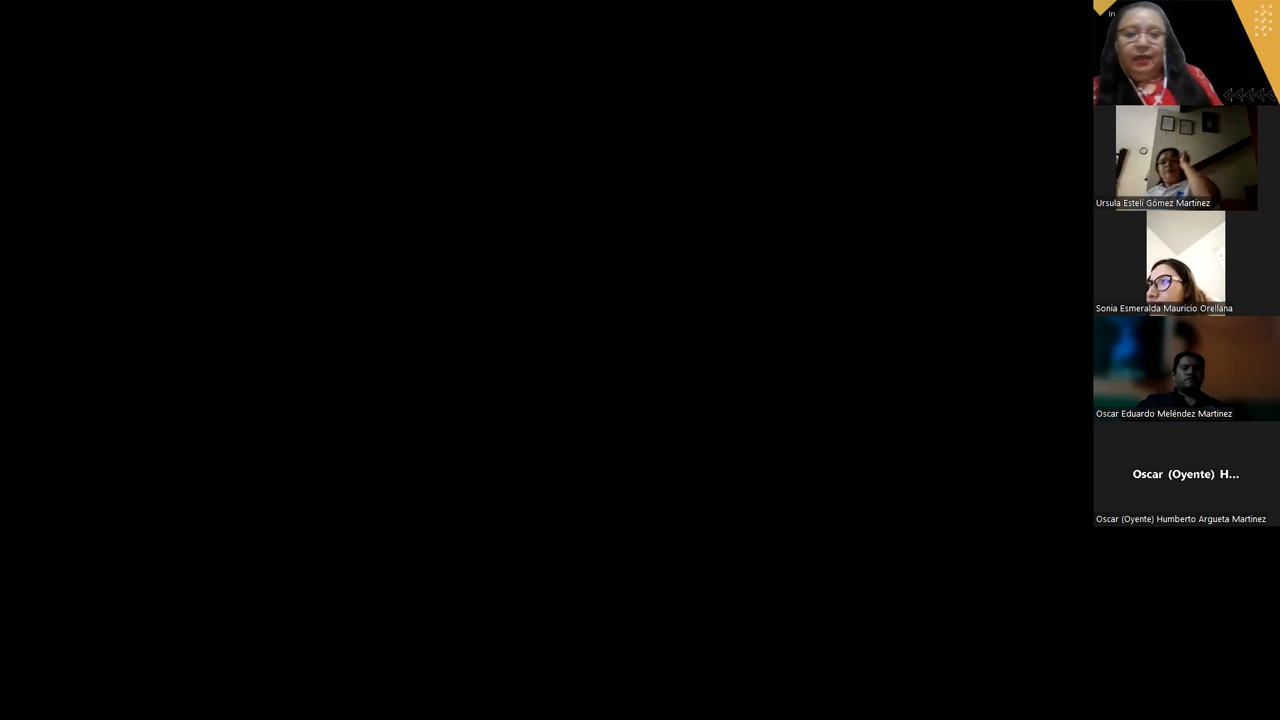 In
Ursula Estelí Gómez Martínez
Sonia Esmeralda Mauricio Orellana
Oscar Eduardo Meléndez Martinez
Oscar (Oyente) H...
Oscar (Oyente) Humberto Argueta Martinez